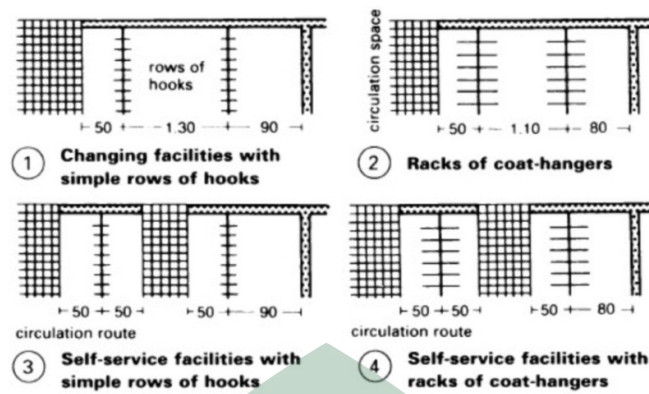 rows of
hooks
50 1.30 90
1 Changing facilities with
simple rows of hooks
circulation space
50 1.10 80
2 Racks of coat-hangers
50 50 50 90
circulation route
3 Self-service facilities with
simple rows of hooks
50 50 50 80
circulation route
4 Self-service facilities with
racks of coat-hangers